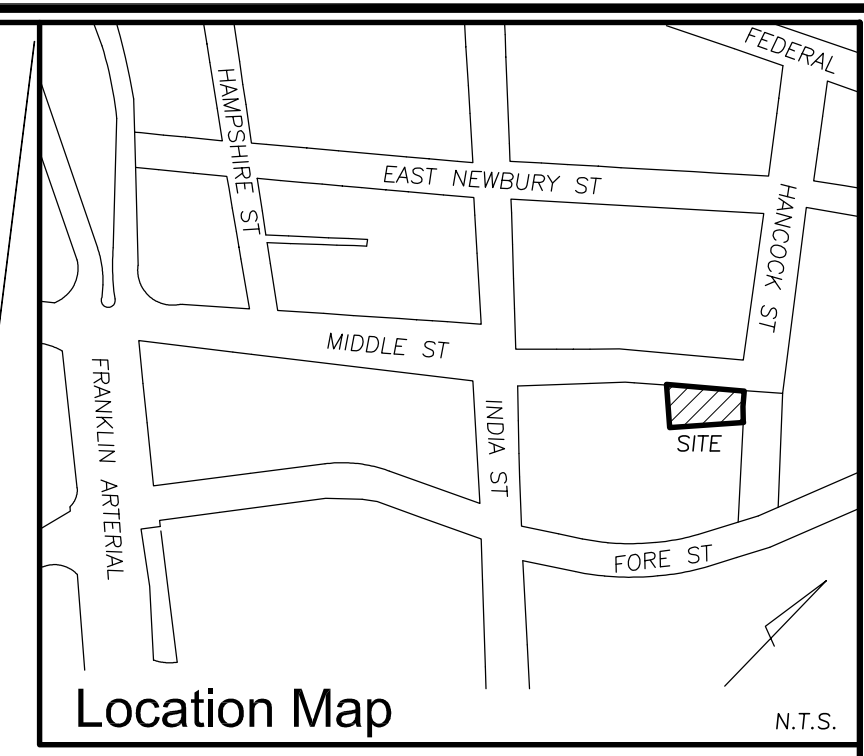 FEDERAL
HAMPSHIRE ST
EAST NEWBURY ST
HANCOCK ST
MIDDLE ST
FRANKLIN ARTERIAL
INDIA ST
SITE
FORE ST
Location Map
N.T.S.